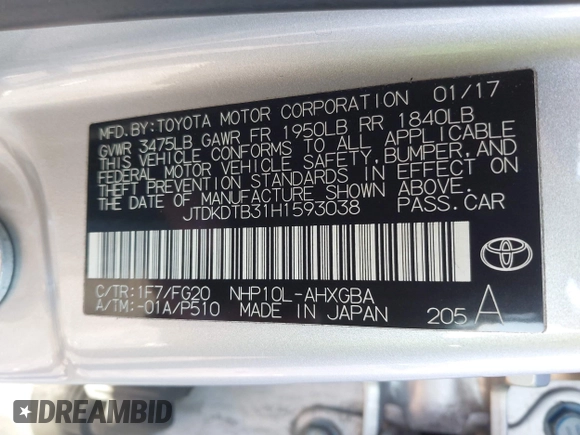 MFD.BY:TOYOTA MOTOR CORPORATION 01/17
GVWR 3475LB GAWR FR 1950LB RR 1840LB
THIS VEHICLE CONFORMS TO ALL APPLICABLE
FEDERAL MOTOR VEHICLE SAFETY,BUMPER,AND
THEFT PREVENTION STANDARDS IN EFFECT ON
THE DATE OF MANUFACTURE SHOWN ABOVE.
JTDKDTB31H1593038 PASS.CAR
C/TR:1F7/FG20 NHP10L-AHXGBA
A/TM:-01A/P510 MADE IN JAPAN 205 A
DREAMBID